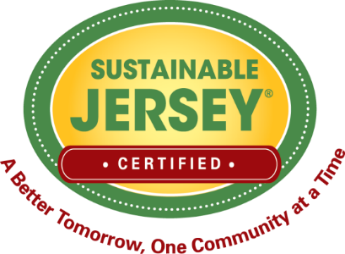 SUSTAINABLE
JERSEY®
• CERTIFIED •
A Better Tomorrow, One Community at a Time